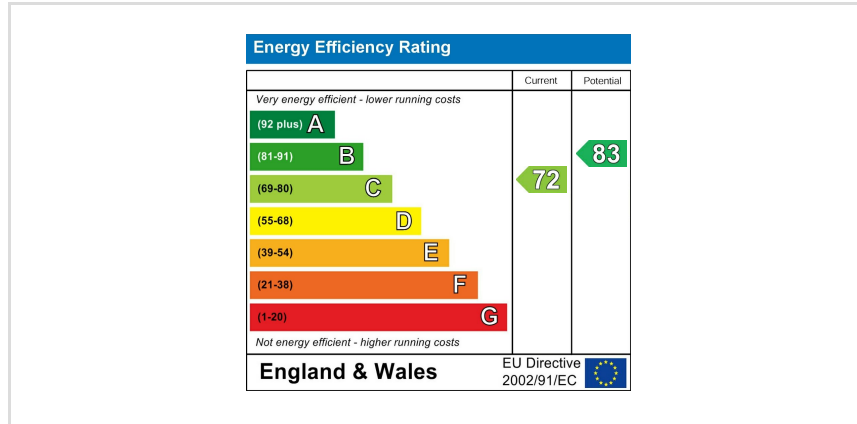 Energy Efficiency Rating
Current Potential
Very energy efficient - lower running costs
(92 plus) A
(81-91) B
(69-80) C
(55-68) D
(39-54) E
(21-38) F
(1-20) G
72
83
Not energy efficient - higher running costs
England & Wales
EU Directive
2002/91/EC